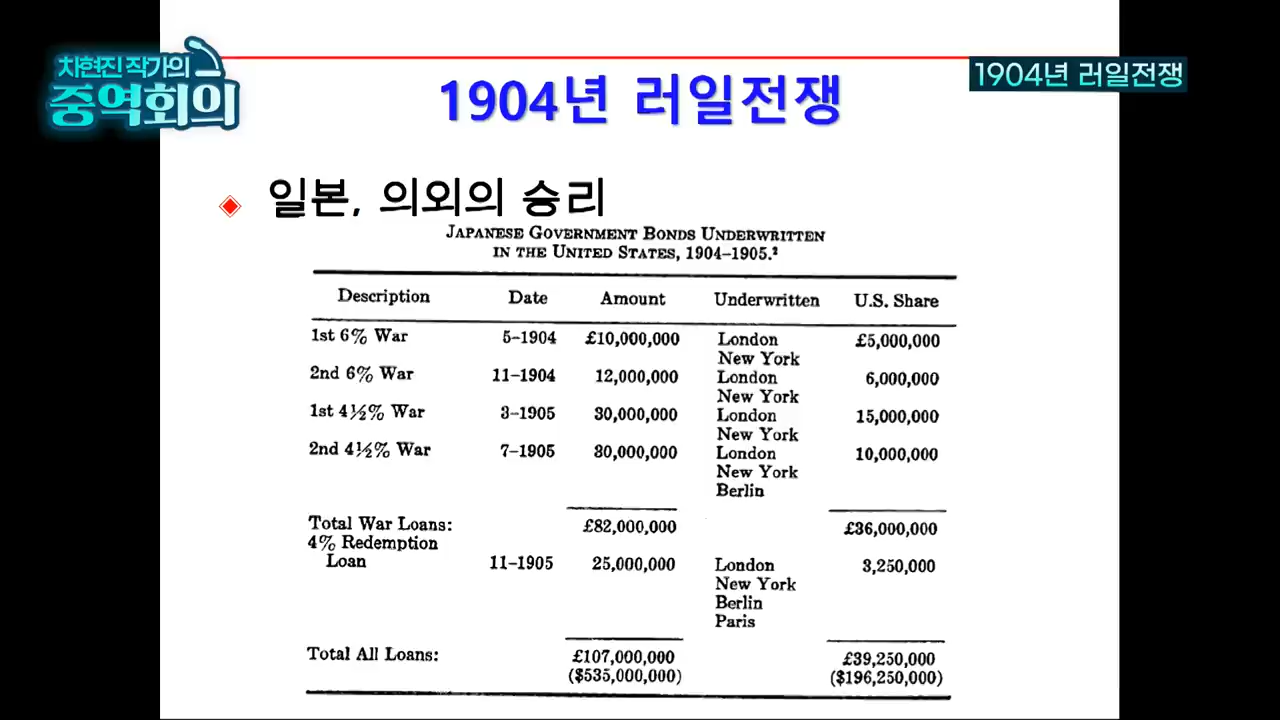 차현진 작가의
중역회의
1904년 러일전쟁
1904년 러일전쟁
일본, 의외의 승리
JAPANESE GOVERNMENT BONDS UNDERWRITTEN
IN THE UNITED STATES, 1904–1905.²
Description Date Amount Underwritten U.S. Share
1st 6% War 5–1904 £10,000,000 London £5,000,000
New York
2nd 6% War 11–1904 12,000,000 London 6,000,000
New York
1st 4½% War 3–1905 30,000,000 London 15,000,000
New York
2nd 4½% War 7–1905 30,000,000 London 10,000,000
New York
Berlin
Total War Loans: £82,000,000 £36,000,000
4% Redemption
Loan 11–1905 25,000,000 London 3,250,000
New York
Berlin
Paris
Total All Loans: £107,000,000 £39,250,000
($535,000,000) ($196,250,000)